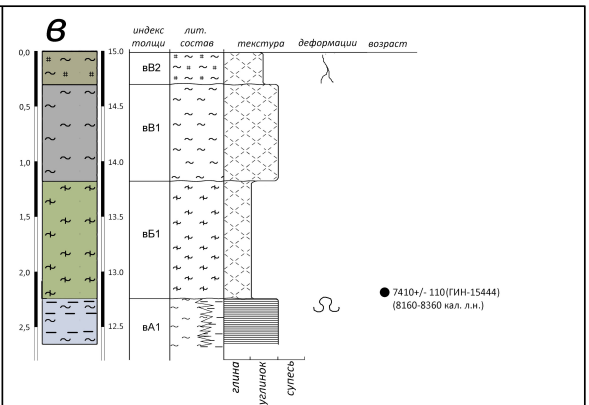 в
индекс толщи
лит. состав
текстура
деформации
возраст
0,0
0,5
1,0
1,5
2,0
2,5
15.0
14.5
14.0
13.5
13.0
12.5
вВ2
вВ1
вБ1
вА1
7410+/- 110(ГИН-15444)
(8160-8360 кал. л.н.)
глина
углинок
супесь